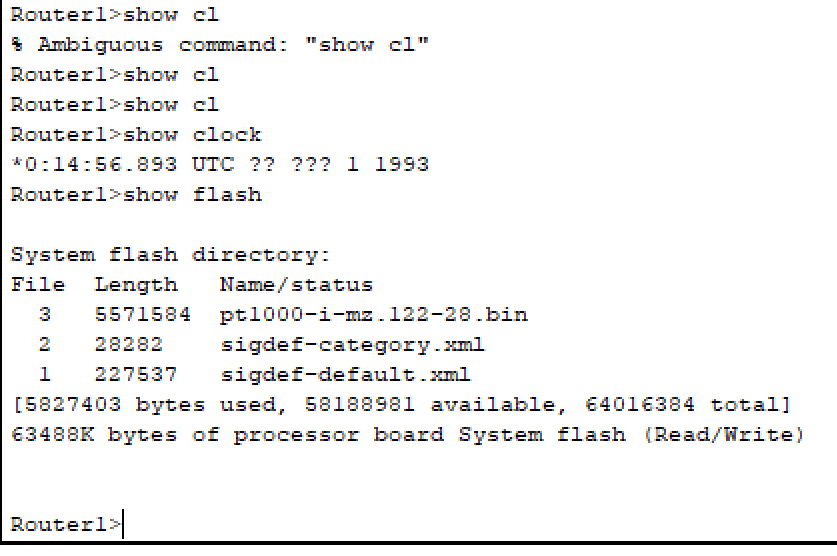 Router1>show cl
% Ambiguous command: "show cl"
Router1>show cl
Router1>show cl
Router1>show clock
*0:14:56.893 UTC ?? ??? 1 1993
Router1>show flash
System flash directory:
File  Length   Name/status
  3   5571584  pt1000-i-mz.122-28.bin
  2   28282    sigdef-category.xml
  1   227537   sigdef-default.xml
[5827403 bytes used, 58188981 available, 64016384 total]
63488K bytes of processor board System flash (Read/Write)
Router1>